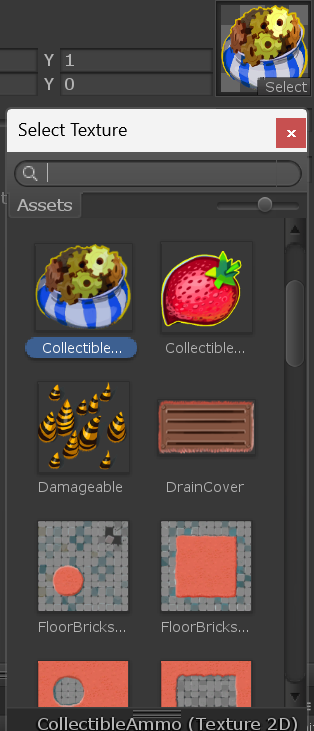 Y 1
Y 0
Select
Select Texture
x
Assets
Collectible...
Collectible...
Damageable
DrainCover
FloorBricks...
FloorBricks...
CollectibleAmmo (Texture 2D)